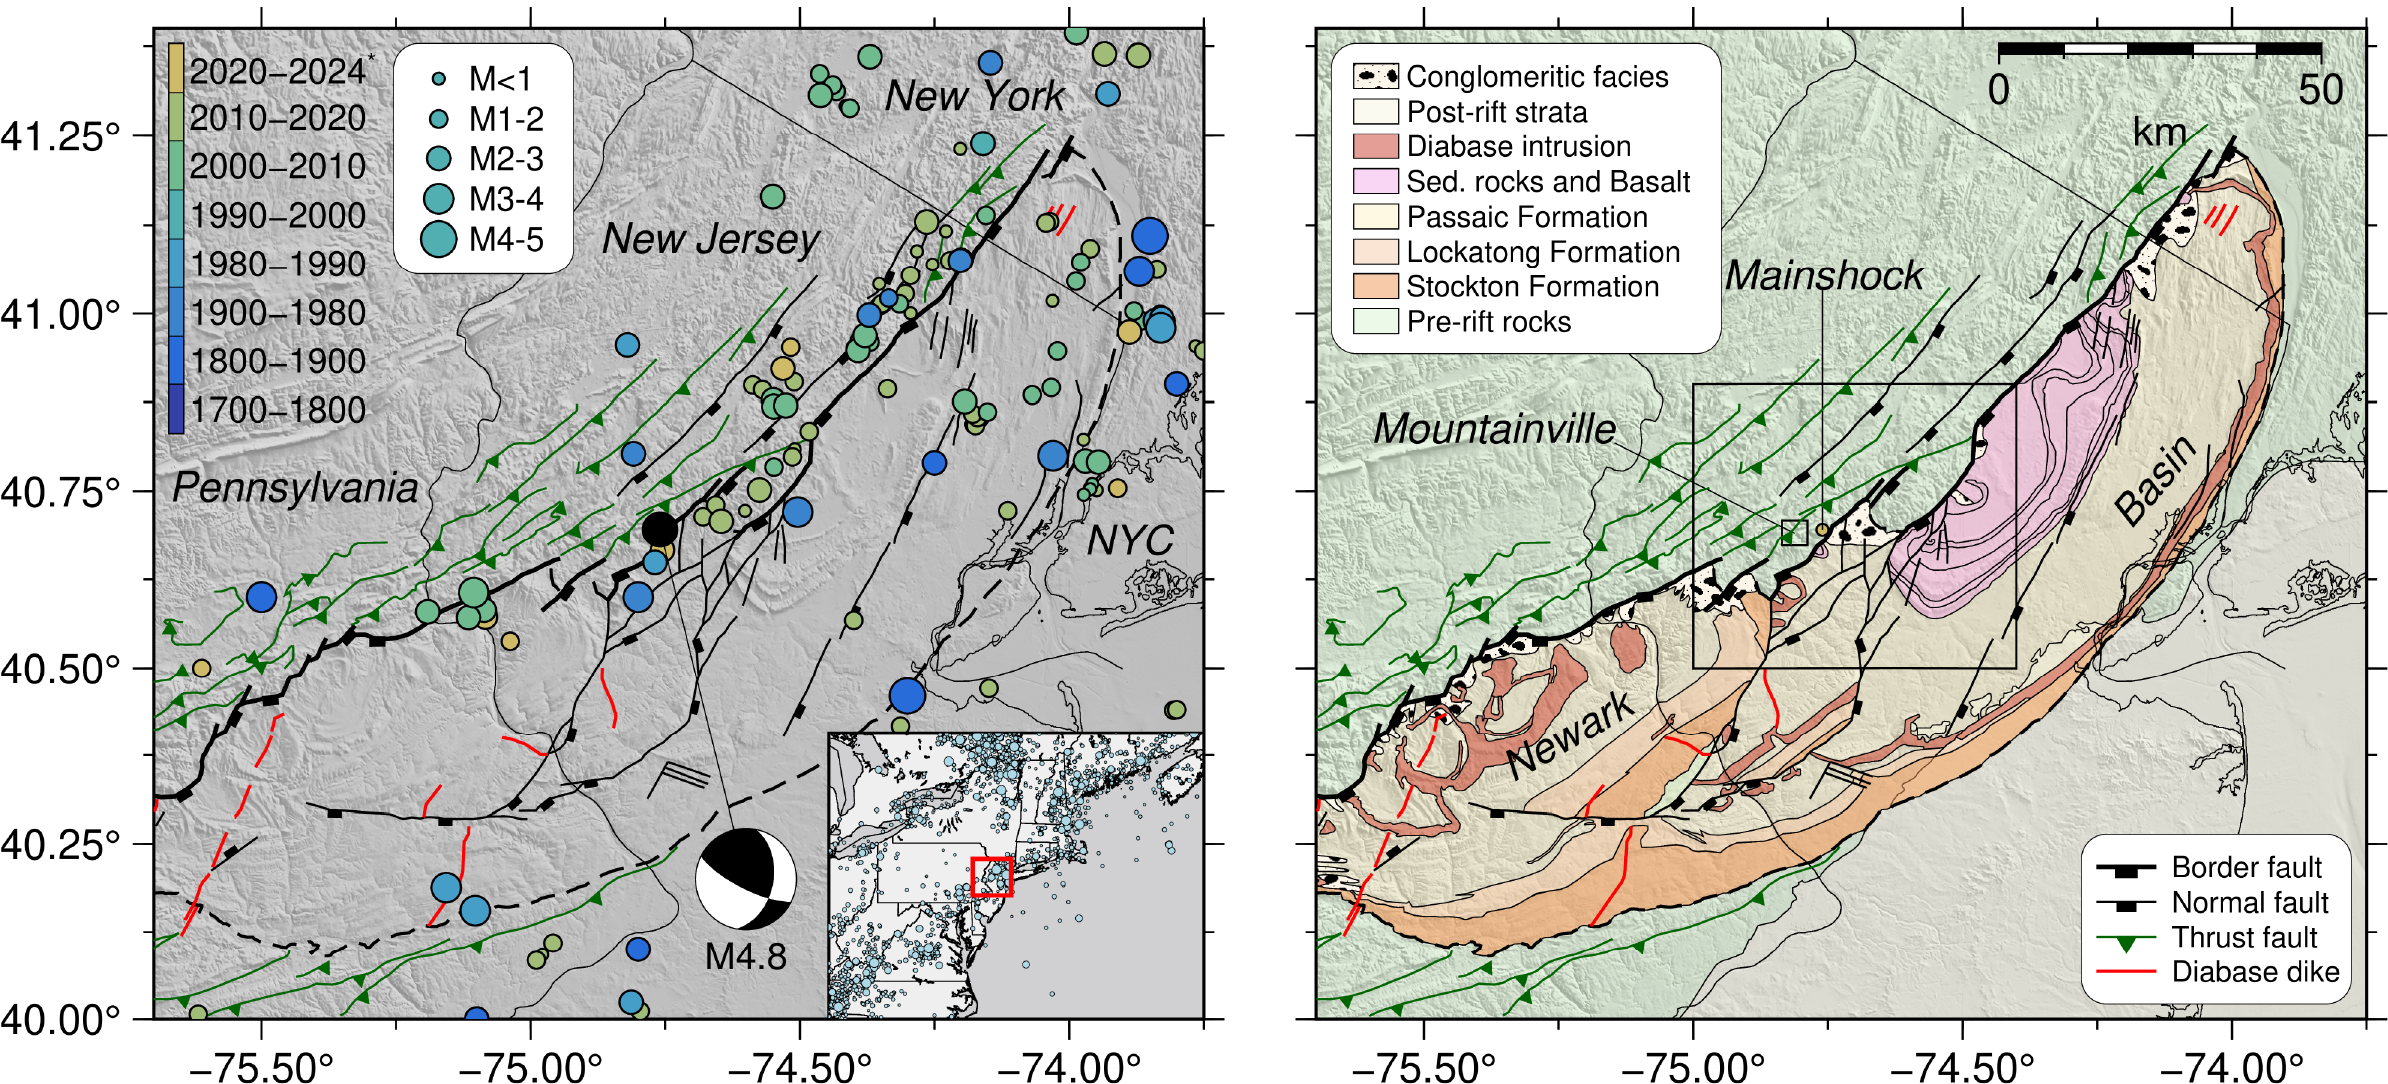 2020–2024*
2010–2020
2000–2010
1990–2000
1980–1990
1900–1980
1800–1900
1700–1800
M<1
M1-2
M2-3
M3-4
M4-5
New York
New Jersey
Pennsylvania
NYC
M4.8
41.25°
41.00°
40.75°
40.50°
40.25°
40.00°
−75.50°
−75.00°
−74.50°
−74.00°
Conglomeritic facies
Post-rift strata
Diabase intrusion
Sed. rocks and Basalt
Passaic Formation
Lockatong Formation
Stockton Formation
Pre-rift rocks
0
50
km
Mainshock
Mountainville
Newark
Basin
Border fault
Normal fault
Thrust fault
Diabase dike
−75.50°
−75.00°
−74.50°
−74.00°